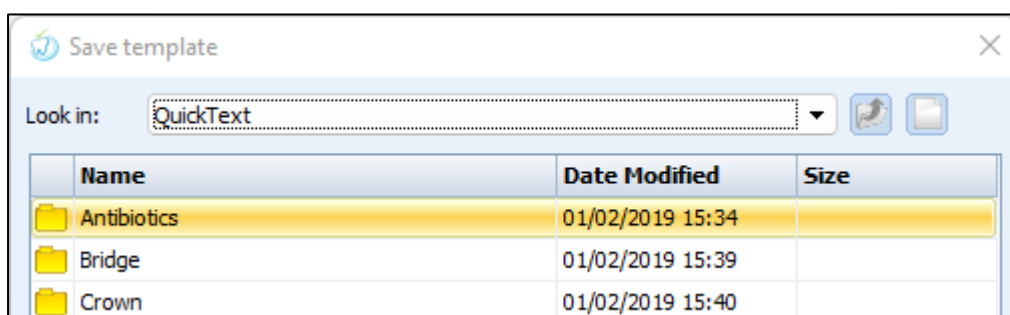 Save template
Look in: QuickText
Name Date Modified Size
Antibiotics 01/02/2019 15:34
Bridge 01/02/2019 15:39
Crown 01/02/2019 15:40